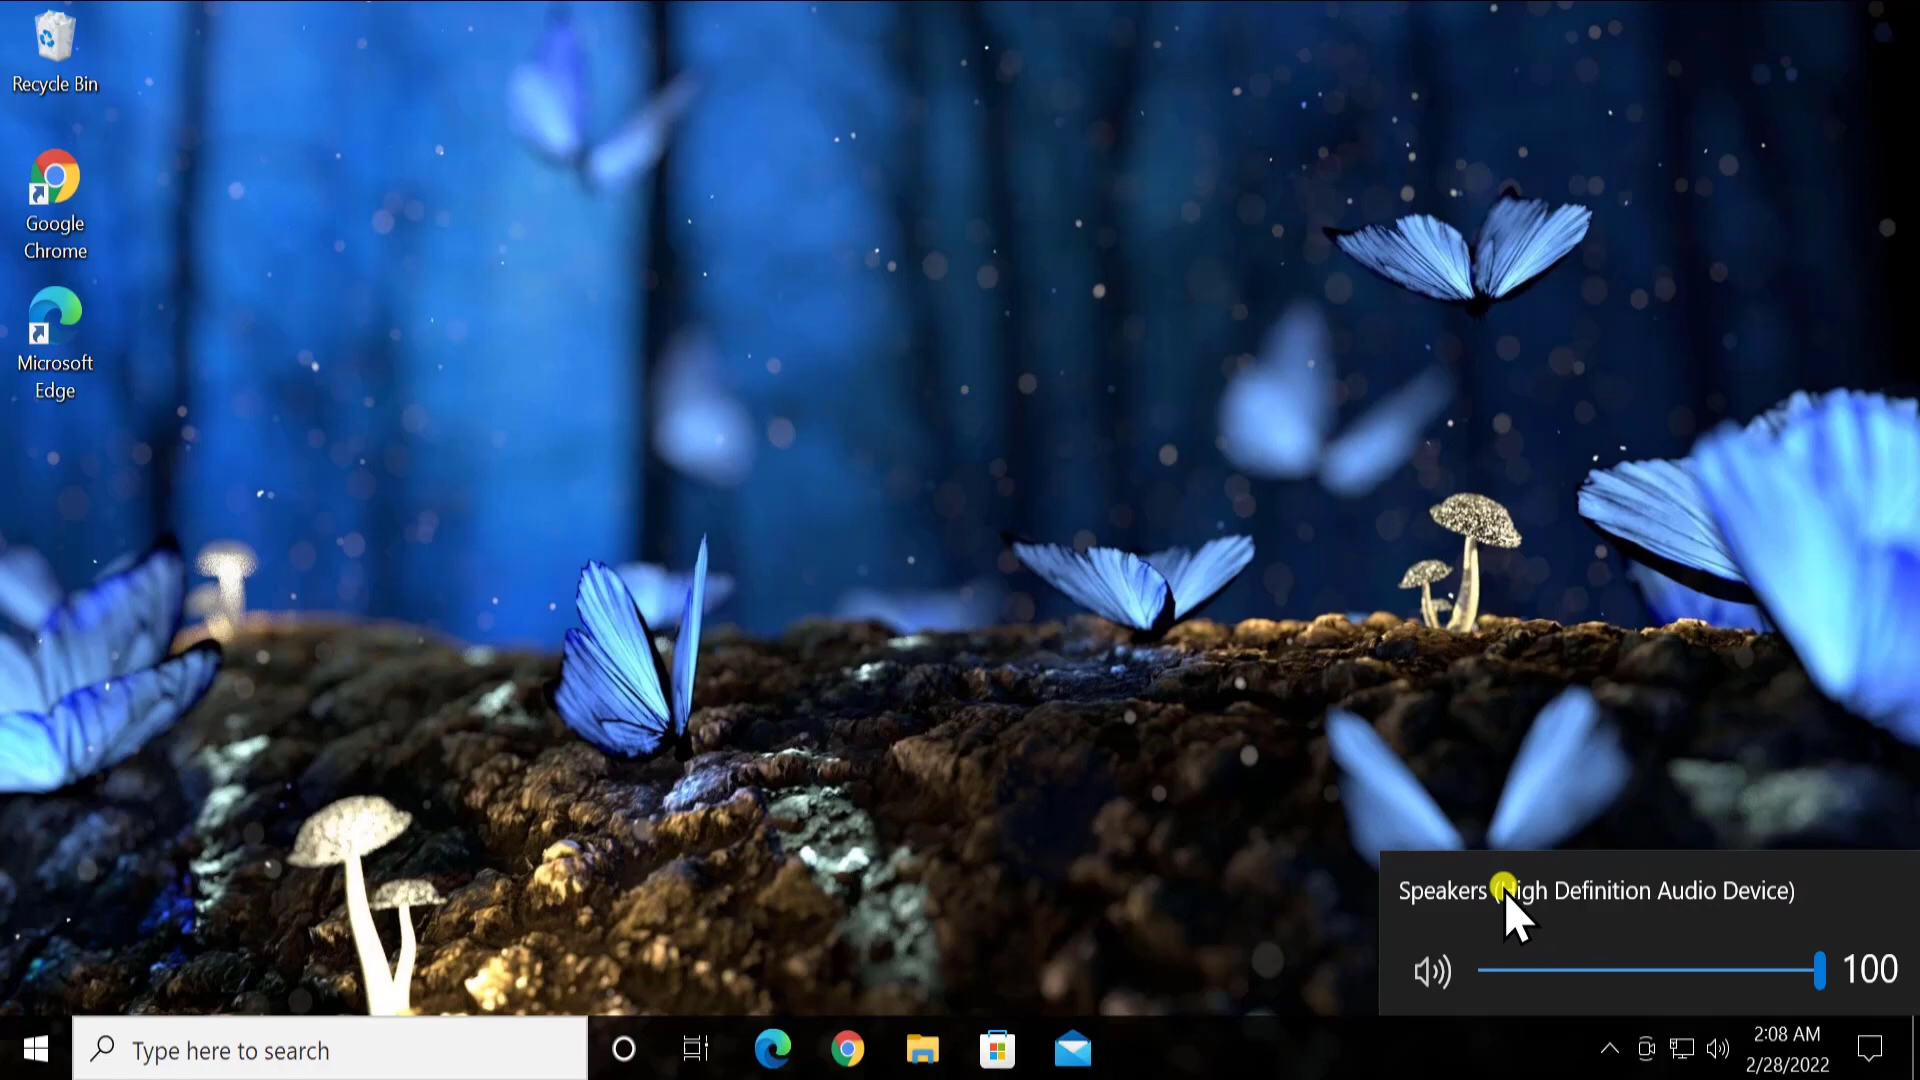 Recycle Bin
Google
Chrome
Microsoft
Edge
Speakers (High Definition Audio Device)
100
Type here to search
2:08 AM
2/28/2022